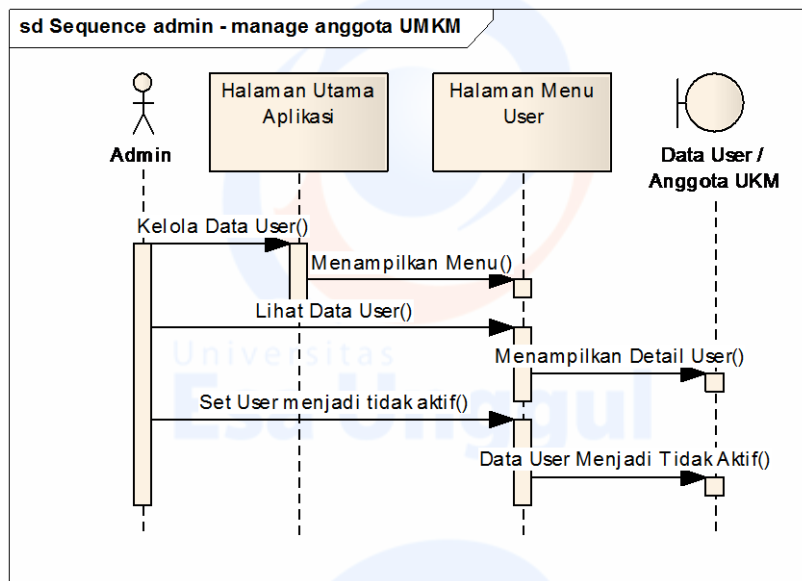 sd Sequence admin - manage anggota UMKM
Halaman Utama
Aplikasi
Halaman Menu
User
Admin
Data User /
Anggota UKM
Kelola Data User()
Menampilkan Menu()
Lihat Data User()
Universitas
Esa Unggul
Menampilkan Detail User()
Set User menjadi tidak aktif()
Data User Menjadi Tidak Aktif()